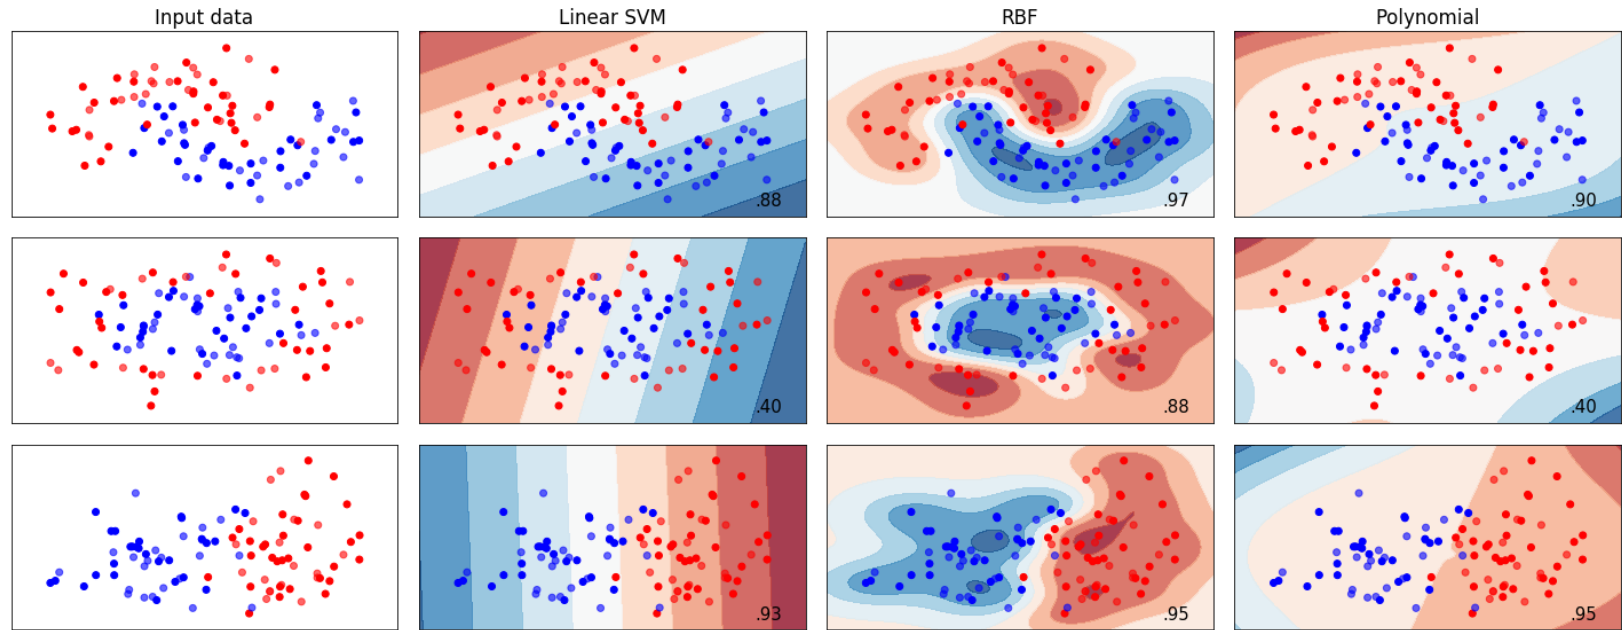 Input data
Linear SVM
RBF
Polynomial
.88
.97
.90
.40
.88
.40
.93
.95
.95